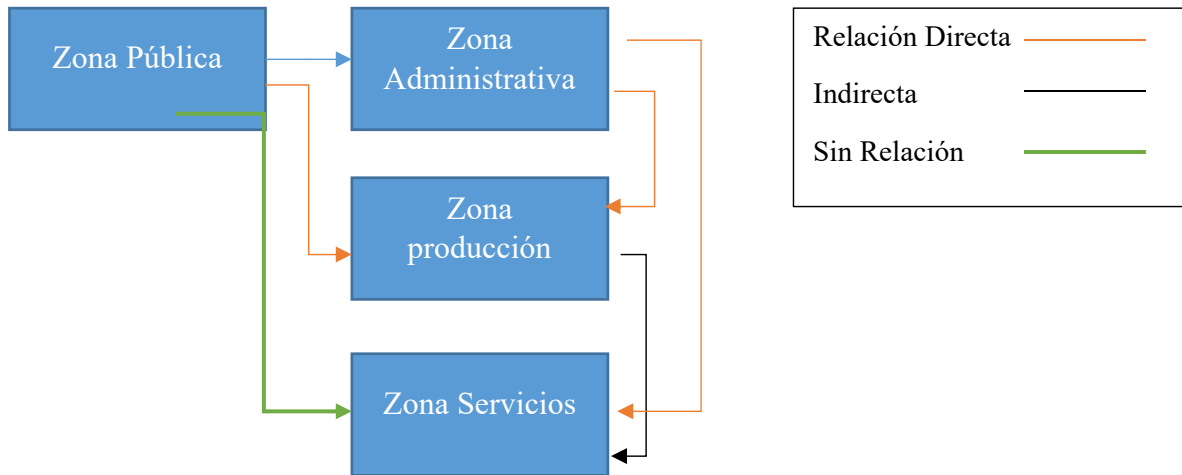 Zona Pública
Zona
Administrativa
Zona
producción
Zona Servicios
Relación Directa
Indirecta
Sin Relación